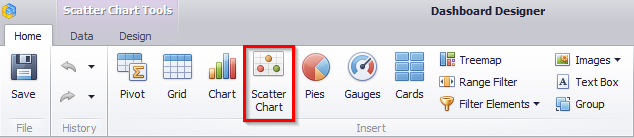 Scatter Chart Tools
Dashboard Designer
Home
Data
Design
Save
Pivot
Grid
Chart
Scatter
Chart
Pies
Gauges
Cards
Treemap
Range Filter
Filter Elements
Images
Text Box
Group
File
History
Insert